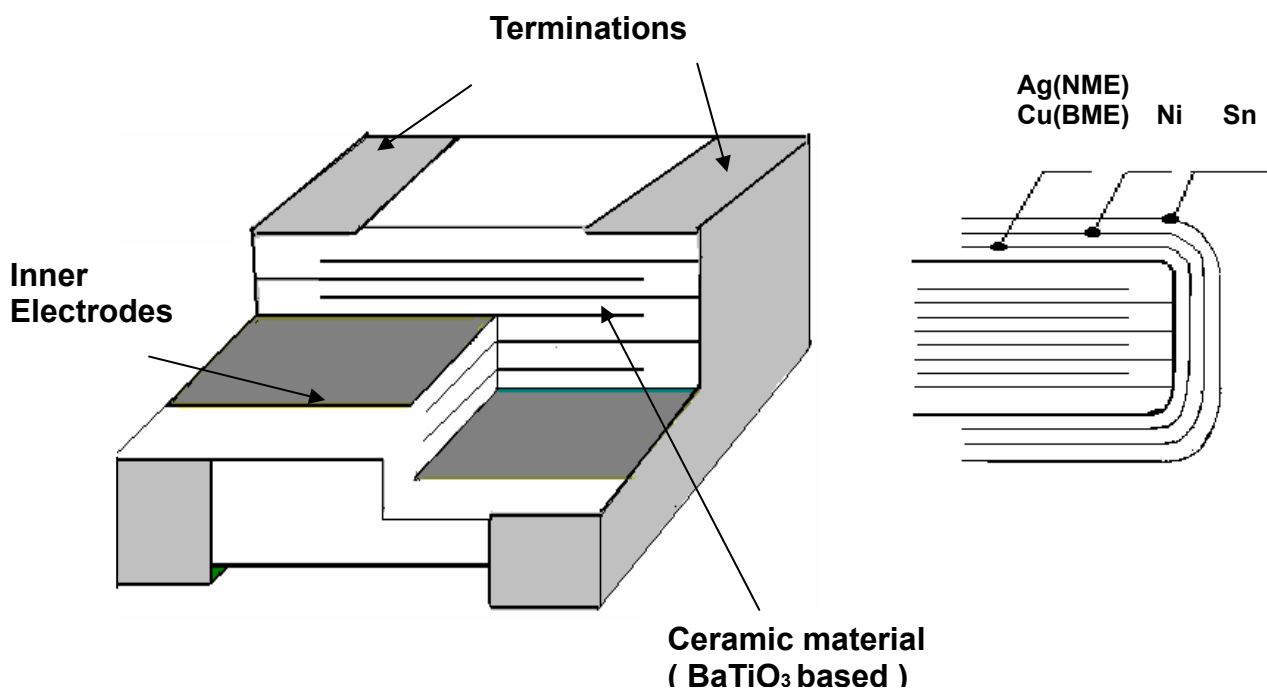 Terminations
Ag(NME)
Cu(BME) Ni Sn
Inner
Electrodes
Ceramic material
( BaTiO₃ based )